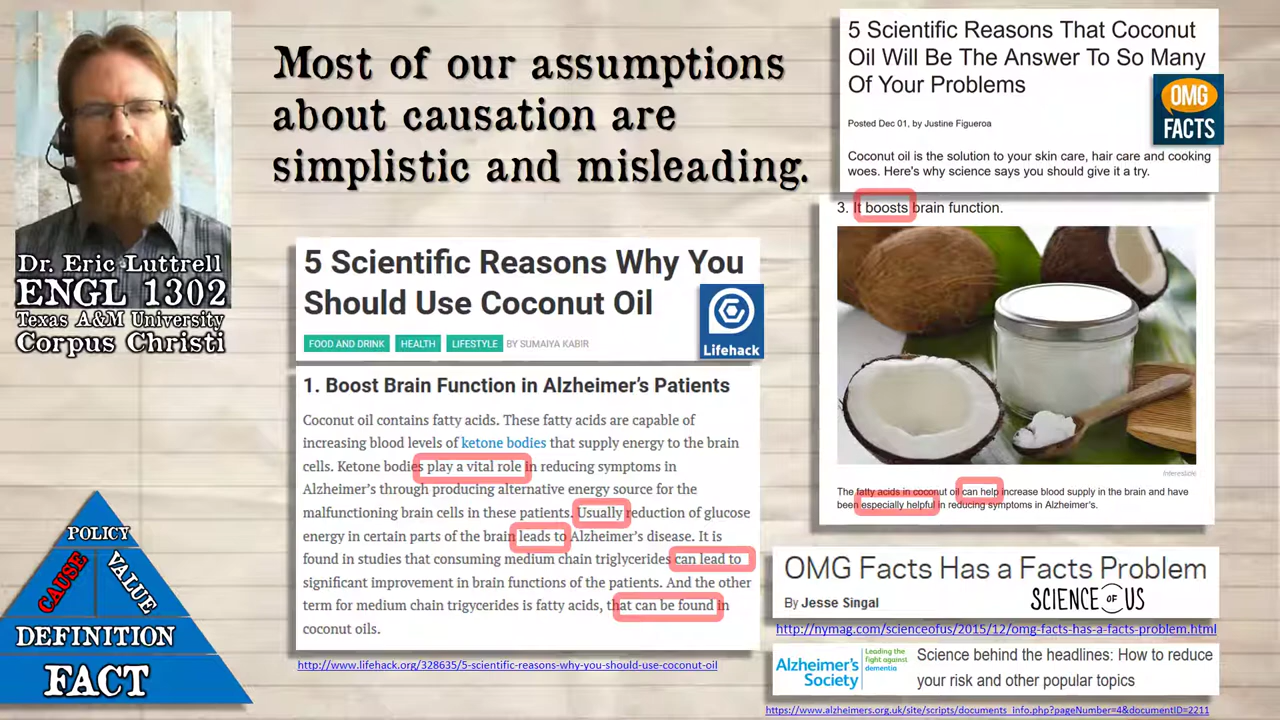 Most of our assumptions
about causation are
simplistic and misleading.
Dr. Eric Luttrell
ENGL 1302
Texas A&M University
Corpus Christi
5 Scientific Reasons Why You
Should Use Coconut Oil
FOOD AND DRINK HEALTH LIFESTYLE BY SUMAIYA KABIR
Lifehack
1. Boost Brain Function in Alzheimer's Patients
Coconut oil contains fatty acids. These fatty acids are capable of
increasing blood levels of ketone bodies that supply energy to the brain
cells. Ketone bodies play a vital role in reducing symptoms in
Alzheimer's through producing alternative energy source for the
malfunctioning brain cells in these patients. Usually reduction of glucose
energy in certain parts of the brain leads to Alzheimer's disease. It is
found in studies that consuming medium chain triglycerides can lead to
significant improvement in brain functions of the patients. And the other
term for medium chain trigycerides is fatty acids, that can be found in
coconut oils.
http://www.lifehack.org/328635/5-scientific-reasons-why-you-should-use-coconut-oil
5 Scientific Reasons That Coconut
Oil Will Be The Answer To So Many
Of Your Problems
OMG
FACTS
Posted Dec 01, by Justine Figueroa
Coconut oil is the solution to your skin care, hair care and cooking
woes. Here's why science says you should give it a try.
3. It boosts brain function.
The fatty acids in coconut oil can help increase blood supply in the brain and have
been especially helpful in reducing symptoms in Alzheimer's.
OMG Facts Has a Facts Problem
By Jesse Singal
SCIENCE OF US
http://nymag.com/scienceofus/2015/12/omg-facts-has-a-facts-problem.html
Alzheimer's
Society
Leading the
fight against
dementia
Science behind the headlines: How to reduce
your risk and other popular topics
https://www.alzheimers.org.uk/site/scripts/documents_info.php?pageNumber=4&documentID=2211
POLICY
CAUSE
VALUE
DEFINITION
FACT